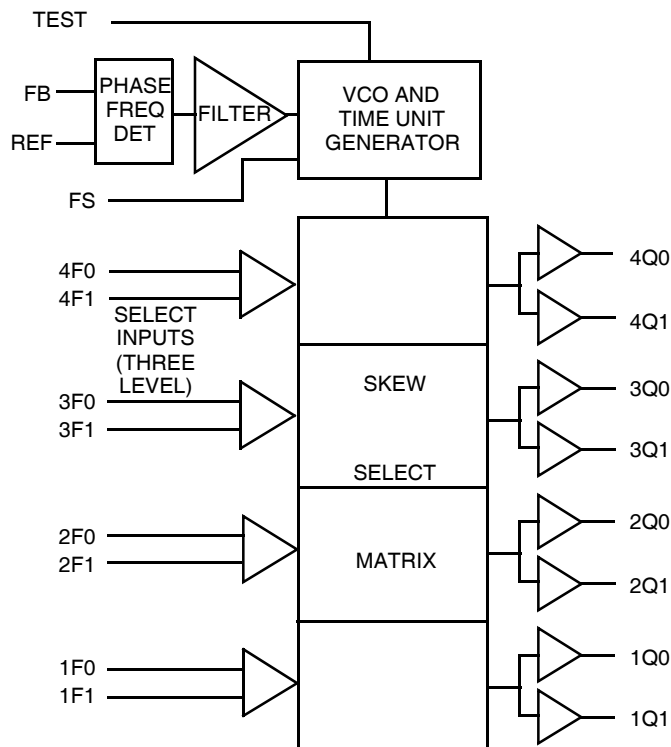 TEST
FB
REF
PHASE
FREQ
DET
FILTER
VCO AND
TIME UNIT
GENERATOR
FS
4F0
4F1
SELECT
INPUTS
(THREE
LEVEL)
3F0
3F1
2F0
2F1
1F0
1F1
SKEW
SELECT
MATRIX
4Q0
4Q1
3Q0
3Q1
2Q0
2Q1
1Q0
1Q1